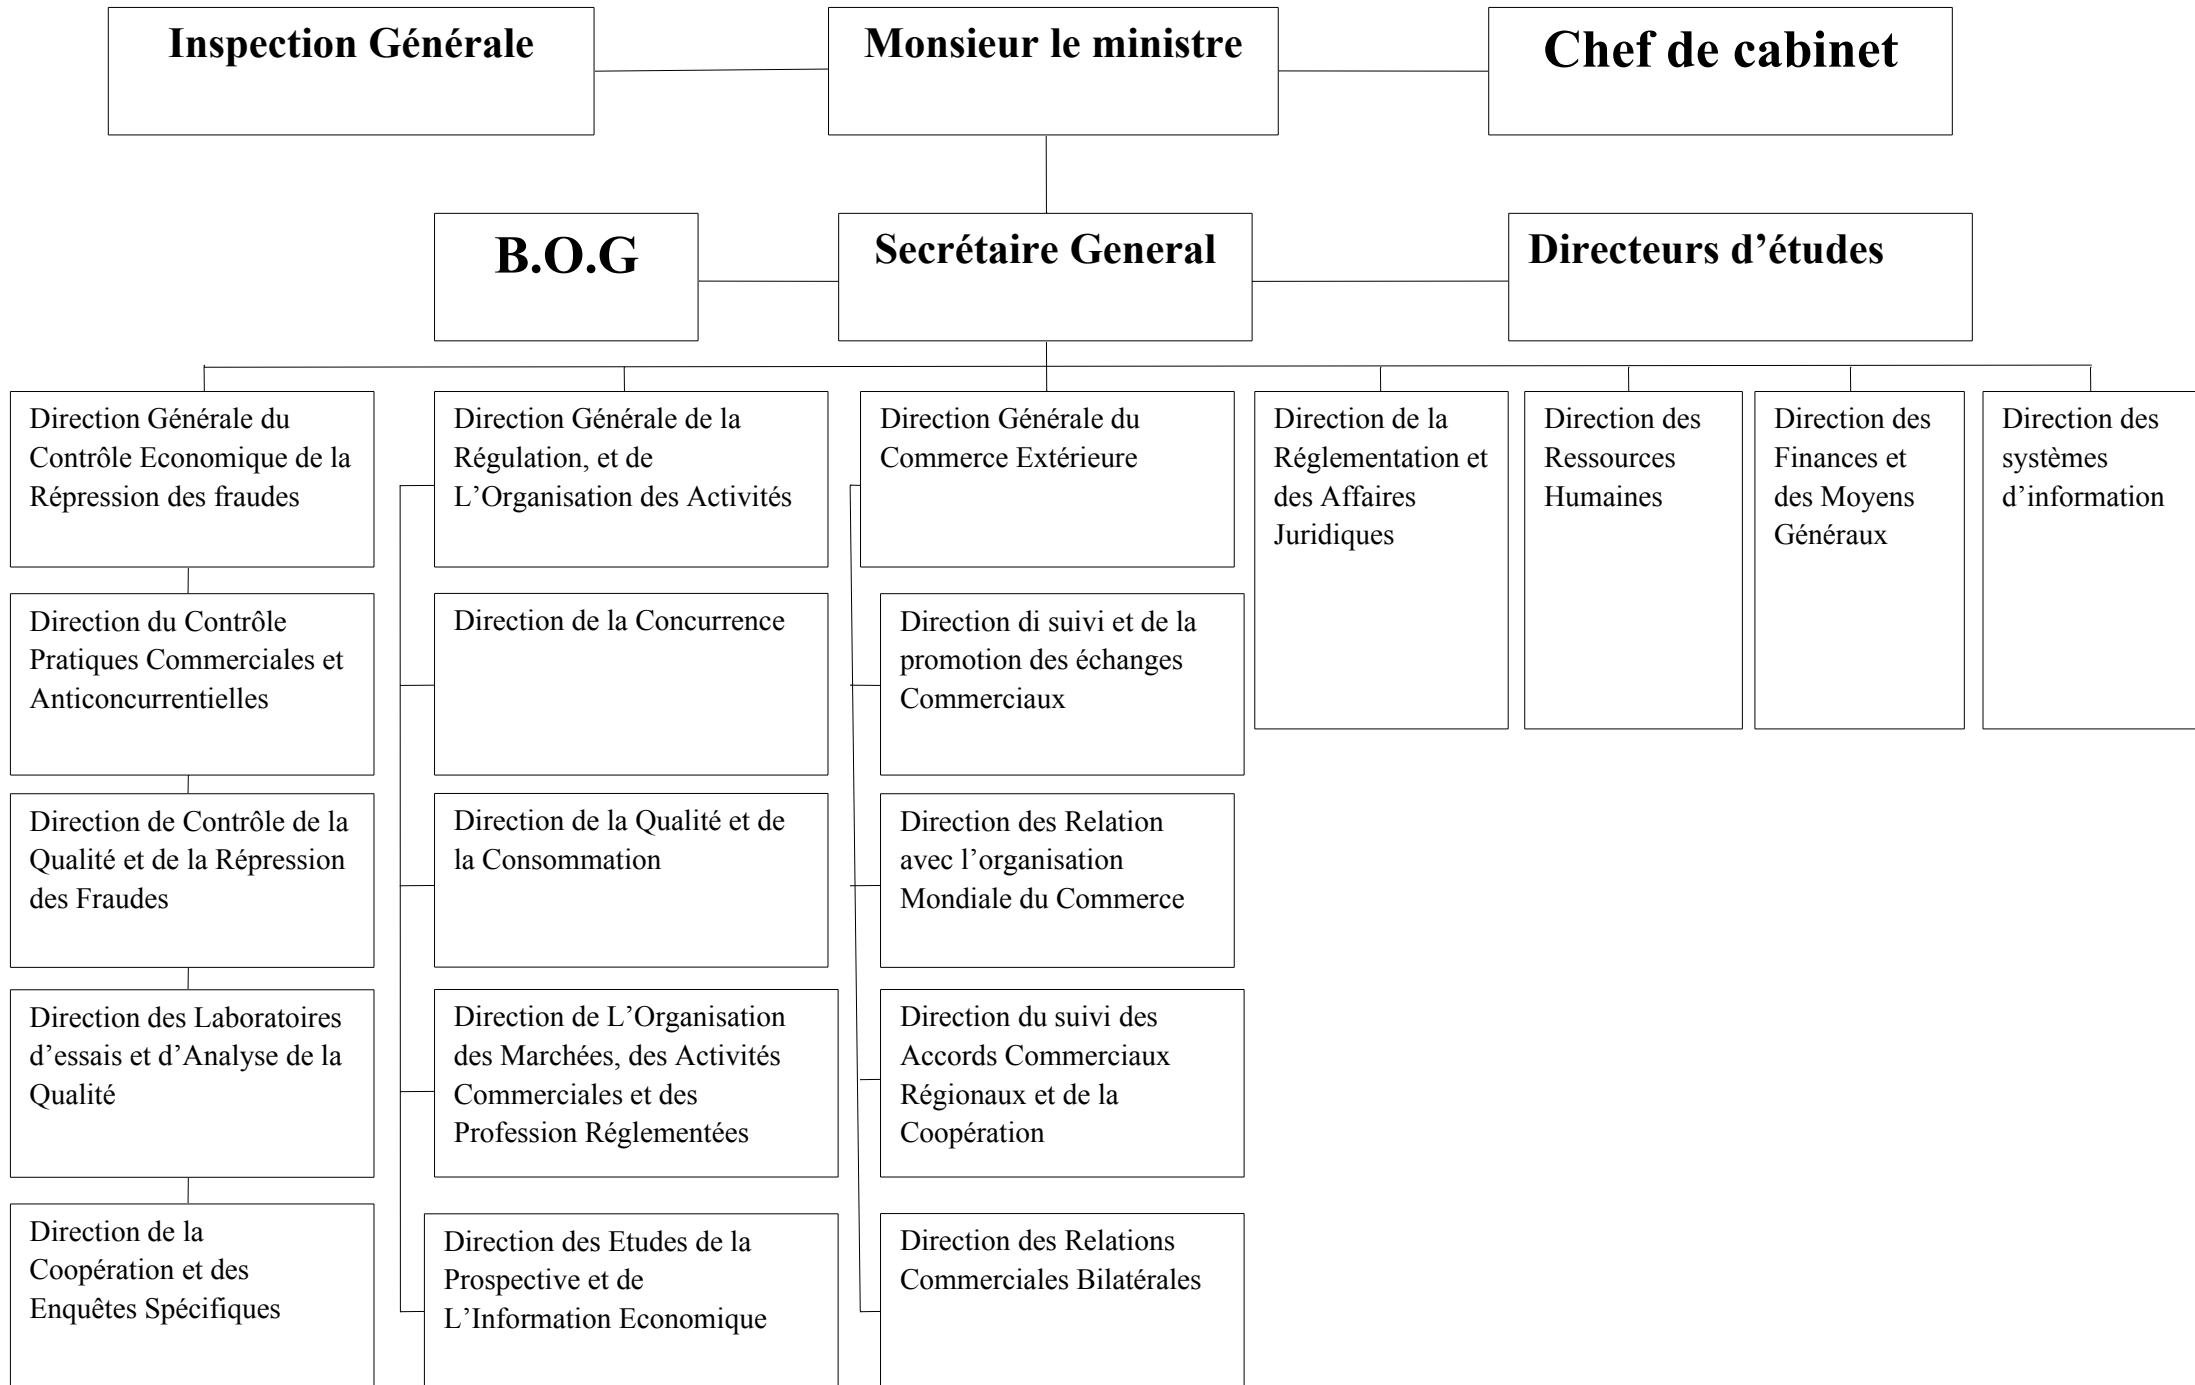 Inspection Générale
Monsieur le ministre
Chef de cabinet
B.O.G
Secrétaire General
Directeurs d’études
Direction Générale du
Contrôle Economique de la
Répression des fraudes
Direction Générale de la
Régulation, et de
L’Organisation des Activités
Direction Générale du
Commerce Extérieure
Direction de la
Réglementation et
des Affaires
Juridiques
Direction des
Ressources
Humaines
Direction des
Finances et
des Moyens
Généraux
Direction des
systèmes
d’information
Direction du Contrôle
Pratiques Commerciales et
Anticoncurrentielles
Direction de la Concurrence
Direction di suivi et de la
promotion des échanges
Commerciaux
Direction de Contrôle de la
Qualité et de la Répression
des Fraudes
Direction de la Qualité et de
la Consommation
Direction des Relation
avec l’organisation
Mondiale du Commerce
Direction des Laboratoires
d’essais et d’Analyse de la
Qualité
Direction de L’Organisation
des Marchées, des Activités
Commerciales et des
Profession Réglementées
Direction du suivi des
Accords Commerciaux
Régionaux et de la
Coopération
Direction de la
Coopération et des
Enquêtes Spécifiques
Direction des Etudes de la
Prospective et de
L’Information Economique
Direction des Relations
Commerciales Bilatérales